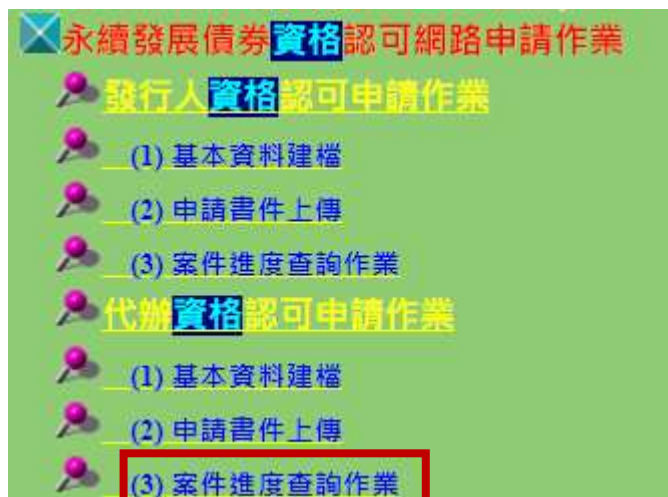 永續發展債券資格認可網路申請作業
發行人資格認可申請作業
(1) 基本資料建檔
(2) 申請書件上傳
(3) 案件進度查詢作業
代辦資格認可申請作業
(1) 基本資料建檔
(2) 申請書件上傳
(3) 案件進度查詢作業